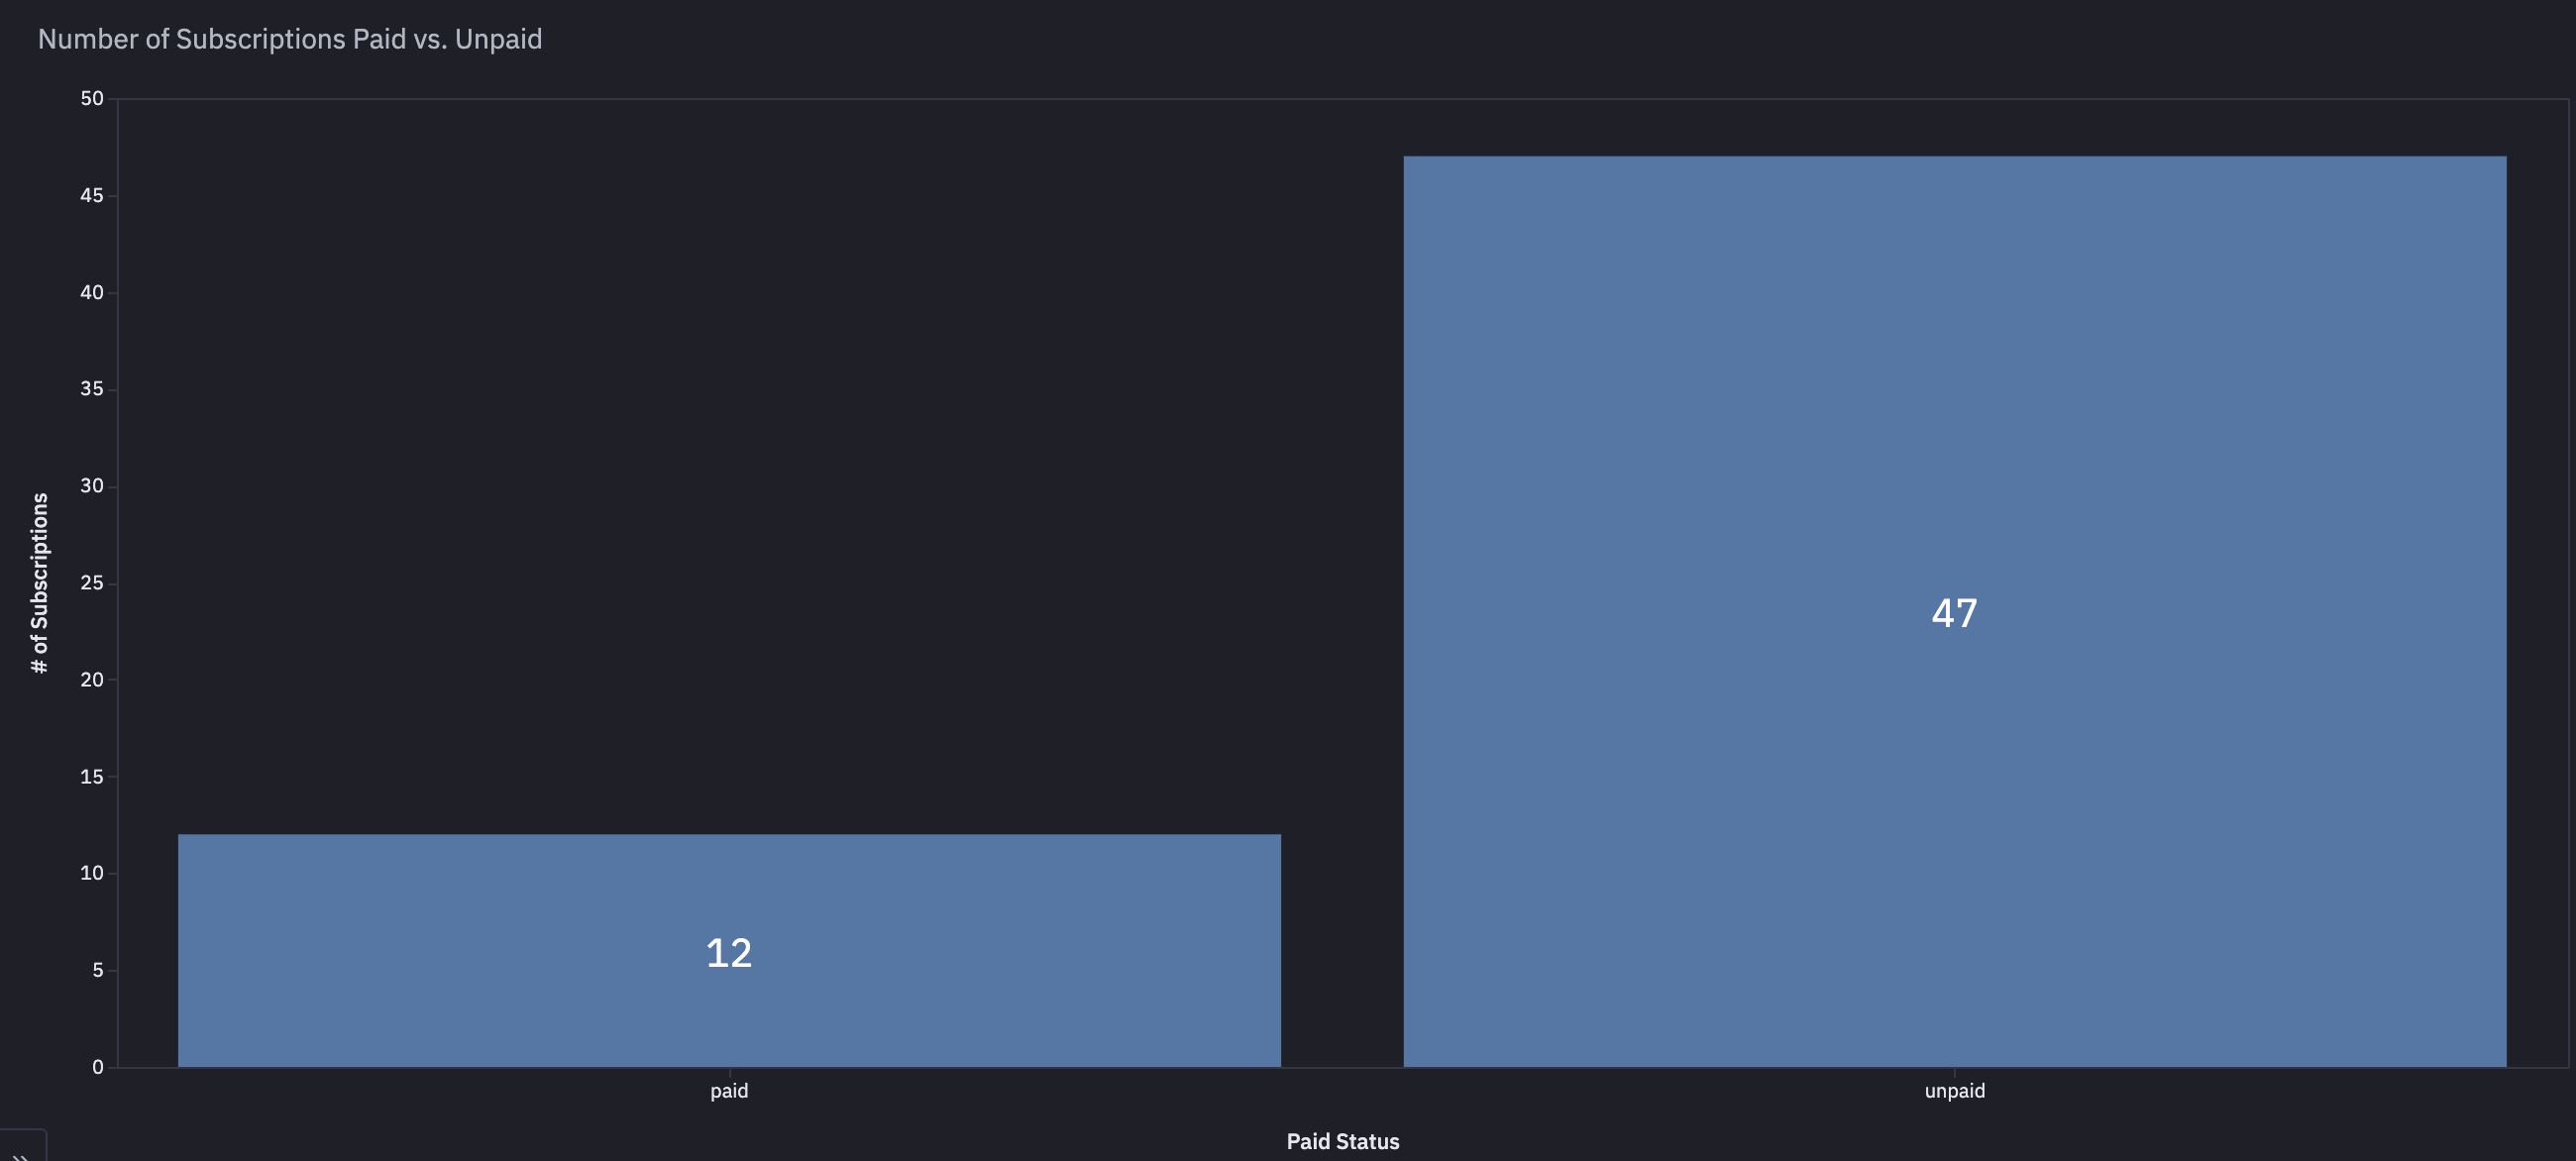 Number of Subscriptions Paid vs. Unpaid
50
45
40
35
30
25
20
15
10
5
0
# of Subscriptions
47
12
paid
unpaid
Paid Status
»